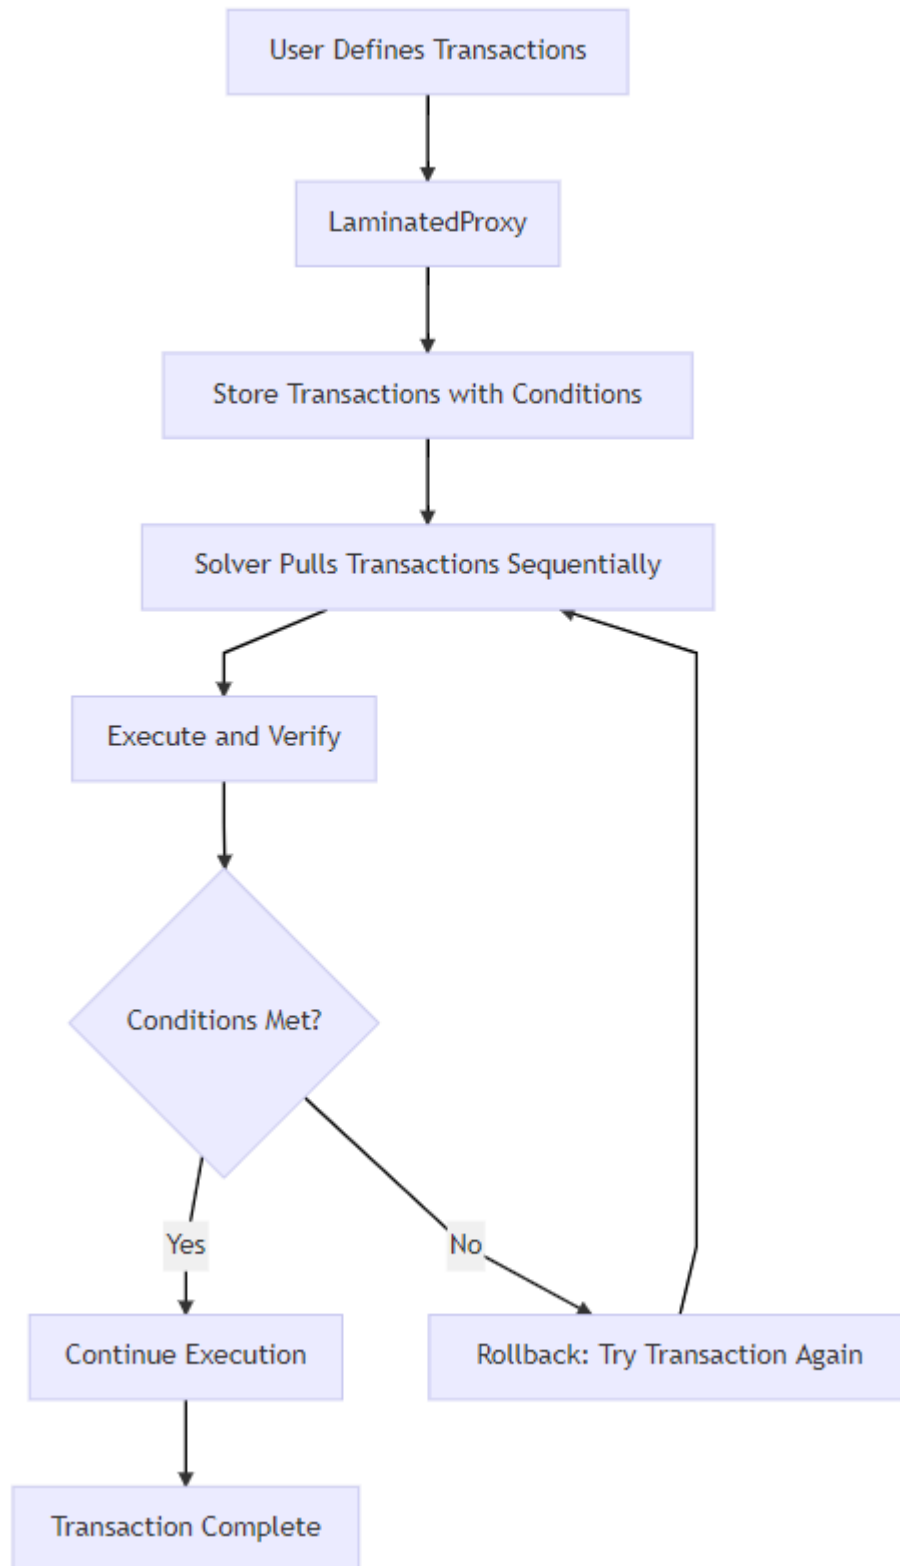 User Defines Transactions
LaminatedProxy
Store Transactions with Conditions
Solver Pulls Transactions Sequentially
Execute and Verify
Conditions Met?
Yes
No
Continue Execution
Rollback: Try Transaction Again
Transaction Complete